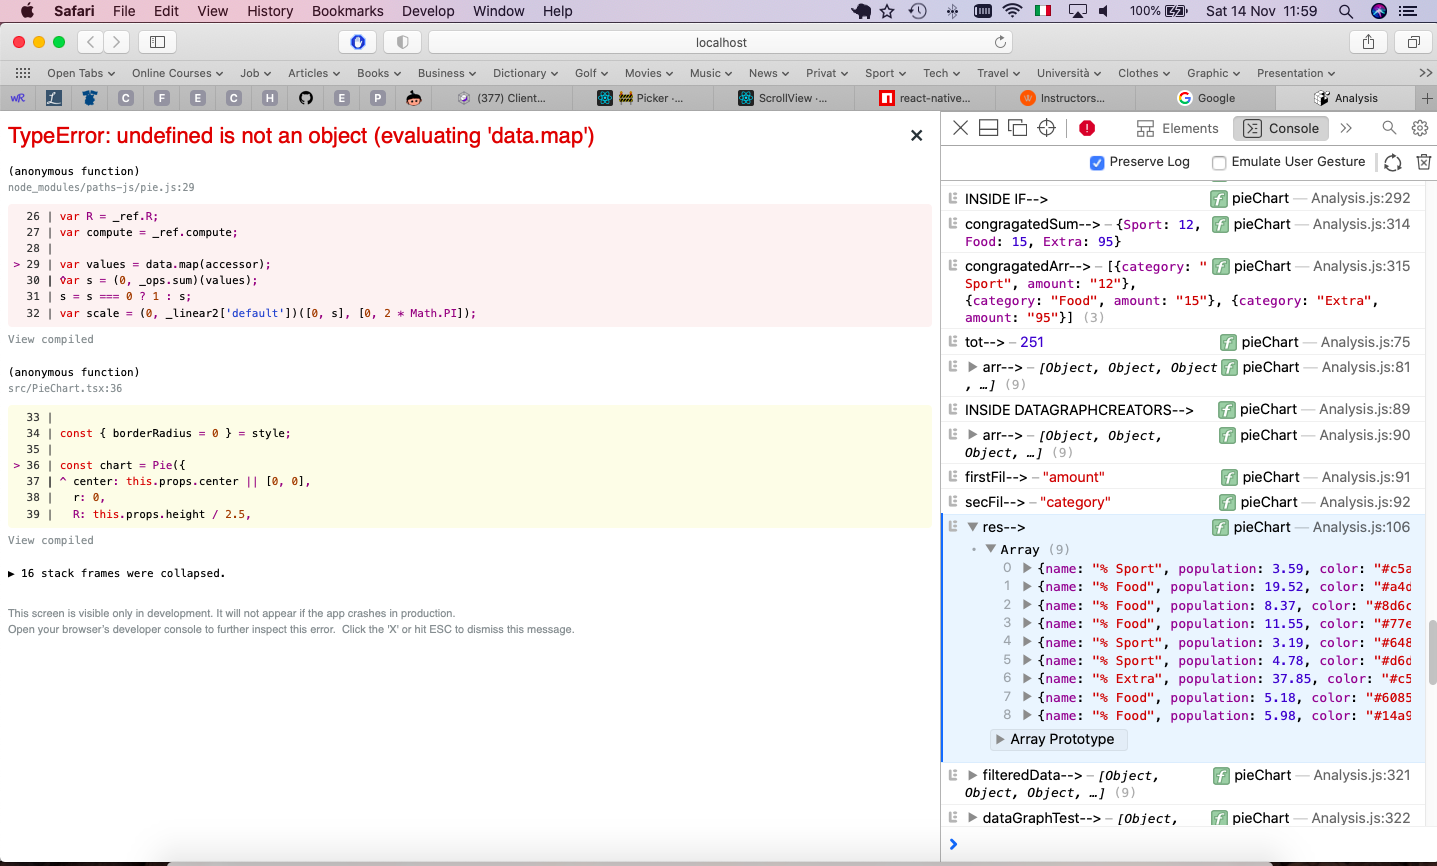 Safari File Edit View History Bookmarks Develop Window Help 100% Sat 14 Nov 11:59
localhost
Open Tabs Online Courses Job Articles Books Business Dictionary Golf Movies Music News Privat Sport Tech Travel Università Clothes Graphic Presentation
wR L C F E C H E P (377) Client... Picker ·... ScrollView ·... react-native... Instructors... Google Analysis
TypeError: undefined is not an object (evaluating 'data.map')
(anonymous function)
node_modules/paths-js/pie.js:29
26 | var R = _ref.R;
27 | var compute = _ref.compute;
28 |
> 29 | var values = data.map(accessor);
30 | ◊var s = (0, _ops.sum)(values);
31 | s = s === 0 ? 1 : s;
32 | var scale = (0, _linear2['default'])([0, s], [0, 2 * Math.PI]);
View compiled
(anonymous function)
src/PieChart.tsx:36
33 |
34 | const { borderRadius = 0 } = style;
35 |
> 36 | const chart = Pie({
37 | ^ center: this.props.center || [0, 0],
38 |   r: 0,
39 |   R: this.props.height / 2.5,
View compiled
▶ 16 stack frames were collapsed.
This screen is visible only in development. It will not appear if the app crashes in production.
Open your browser's developer console to further inspect this error. Click the 'X' or hit ESC to dismiss this message.
Elements Console
Preserve Log Emulate User Gesture
INSIDE IF--> f pieChart — Analysis.js:292
congragatedSum--> – {Sport: 12, f pieChart — Analysis.js:314
Food: 15, Extra: 95}
congragatedArr--> – [{category: " f pieChart — Analysis.js:315
Sport", amount: "12"},
{category: "Food", amount: "15"}, {category: "Extra",
amount: "95"}] (3)
tot--> – 251 f pieChart — Analysis.js:75
arr--> – [Object, Object, Object f pieChart — Analysis.js:81
, …] (9)
INSIDE DATAGRAPHCREATORS--> f pieChart — Analysis.js:89
arr--> – [Object, Object, f pieChart — Analysis.js:90
Object, …] (9)
firstFil--> – "amount" f pieChart — Analysis.js:91
secFil--> – "category" f pieChart — Analysis.js:92
res--> f pieChart — Analysis.js:106
Array (9)
0 {name: "% Sport", population: 3.59, color: "#c5a
1 {name: "% Food", population: 19.52, color: "#a4d
2 {name: "% Food", population: 8.37, color: "#8d6c
3 {name: "% Food", population: 11.55, color: "#77e
4 {name: "% Sport", population: 3.19, color: "#648
5 {name: "% Sport", population: 4.78, color: "#d6d
6 {name: "% Extra", population: 37.85, color: "#c5
7 {name: "% Food", population: 5.18, color: "#6085
8 {name: "% Food", population: 5.98, color: "#14a9
Array Prototype
filteredData--> – [Object, f pieChart — Analysis.js:321
Object, Object, …] (9)
dataGraphTest--> – [Object, f pieChart — Analysis.js:322